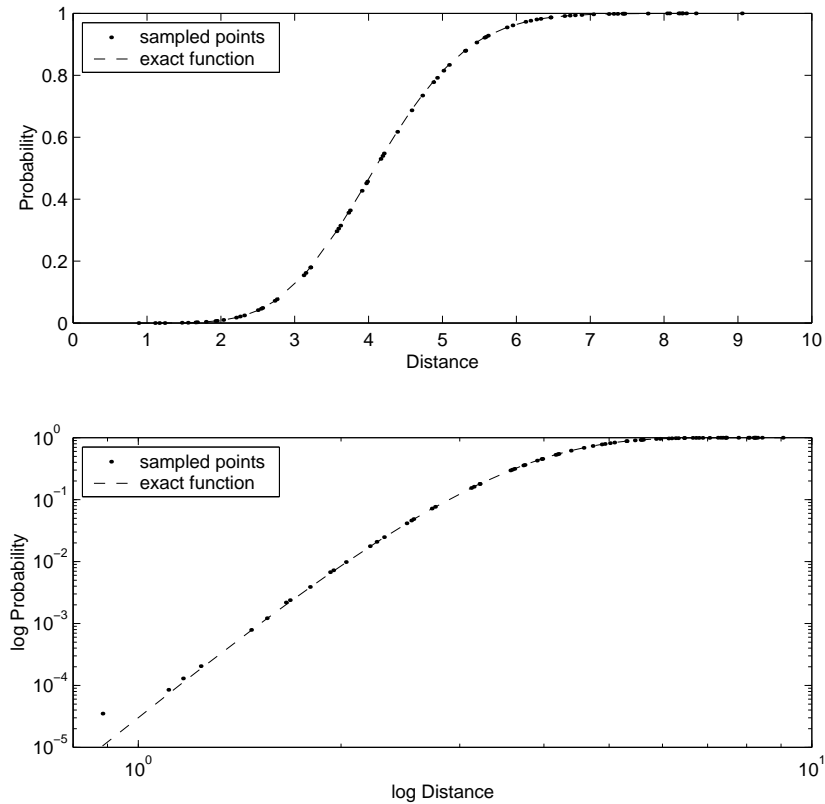 1
0.8
0.6
0.4
0.2
0
Probability
sampled points
exact function
0 1 2 3 4 5 6 7 8 9 10
Distance
10^0
10^-1
10^-2
10^-3
10^-4
10^-5
log Probability
sampled points
exact function
10^0 10^1
log Distance